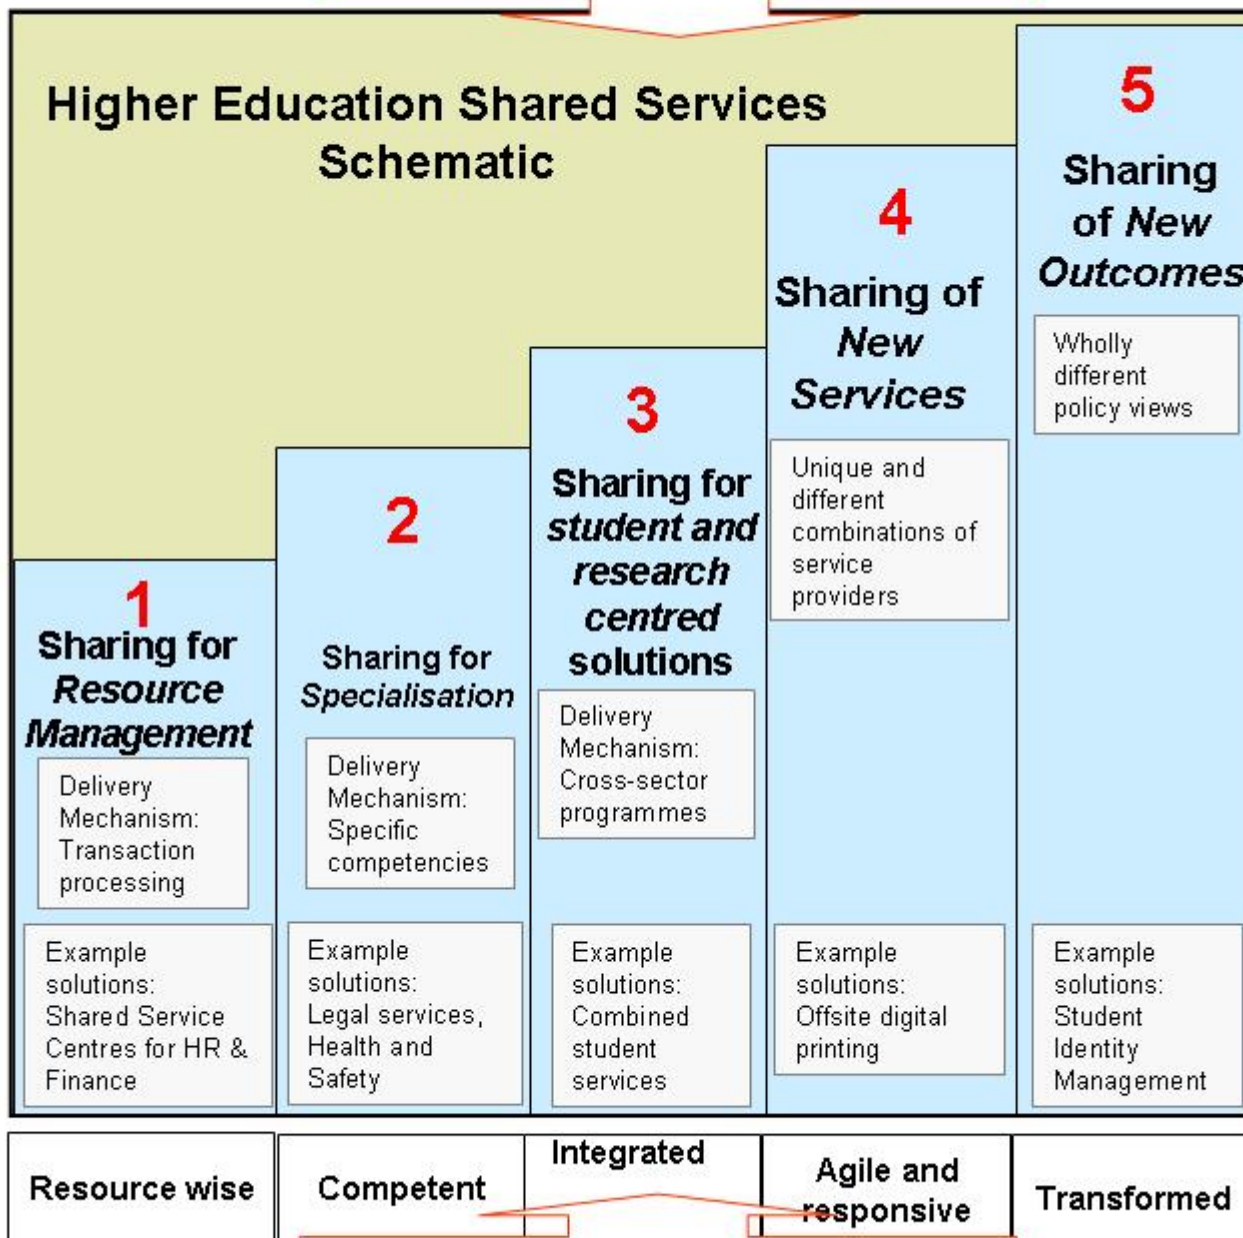 Higher Education Shared Services
Schematic
1
Sharing for
Resource
Management
Delivery
Mechanism:
Transaction
processing
Example
solutions:
Shared Service
Centres for HR &
Finance
Resource wise
2
Sharing for
Specialisation
Delivery
Mechanism:
Specific
competencies
Example
solutions:
Legal services,
Health and
Safety
Competent
3
Sharing for
student and
research
centred
solutions
Delivery
Mechanism:
Cross-sector
programmes
Example
solutions:
Combined
student
services
Integrated
4
Sharing of
New
Services
Unique and
different
combinations of
service
providers
Example
solutions:
Offsite digital
printing
Agile and
responsive
5
Sharing
of New
Outcomes
Wholly
different
policy views
Example
solutions:
Student
Identity
Management
Transformed